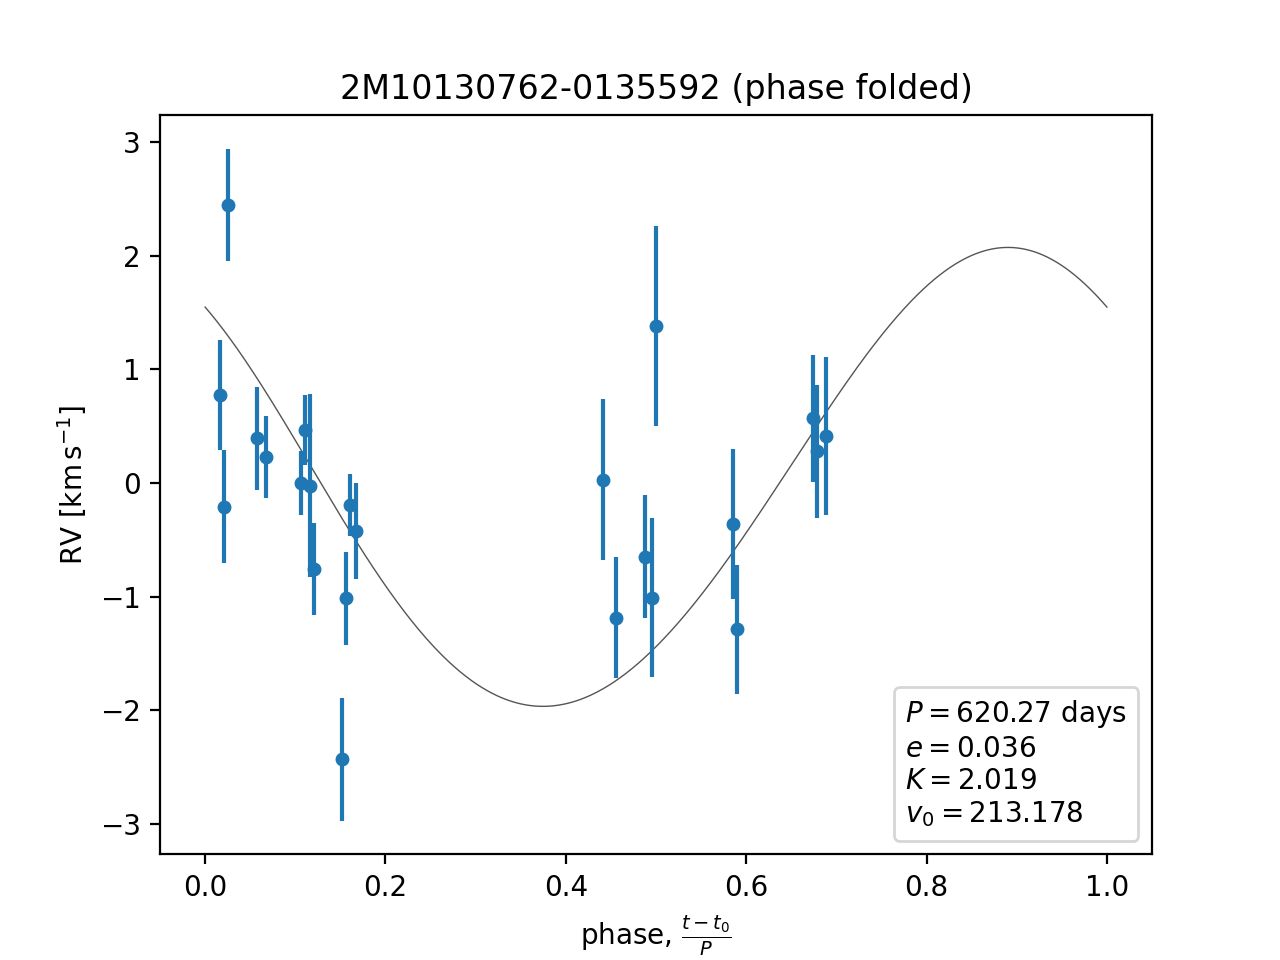 2M10130762-0135592 (phase folded)
RV [km s⁻¹]
3
2
1
0
−1
−2
−3
P = 620.27 days
e = 0.036
K = 2.019
v₀ = 213.178
0.0 0.2 0.4 0.6 0.8 1.0
phase, (t − t₀)/P